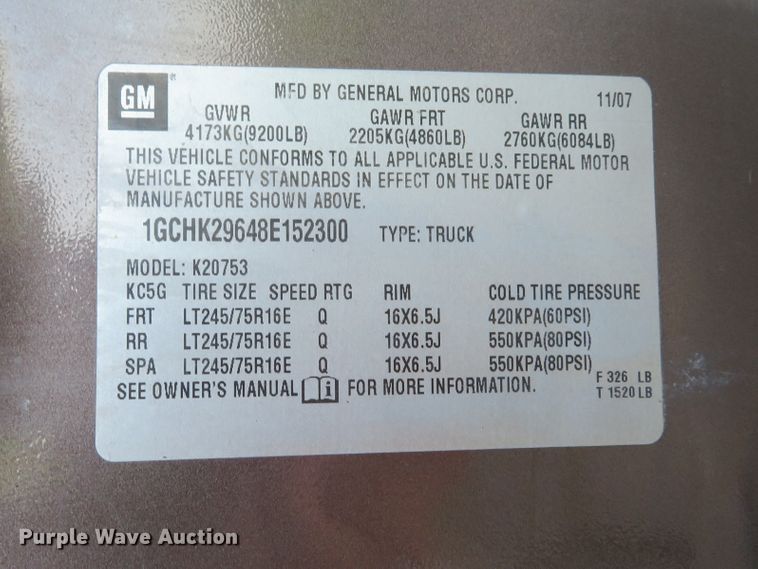 GM ®
MFD BY GENERAL MOTORS CORP. 11/07
GVWR GAWR FRT GAWR RR
4173KG(9200LB) 2205KG(4860LB) 2760KG(6084LB)
THIS VEHICLE CONFORMS TO ALL APPLICABLE U.S. FEDERAL MOTOR
VEHICLE SAFETY STANDARDS IN EFFECT ON THE DATE OF
MANUFACTURE SHOWN ABOVE.
1GCHK29648E152300 TYPE: TRUCK
MODEL: K20753
KC5G TIRE SIZE SPEED RTG RIM COLD TIRE PRESSURE
FRT LT245/75R16E Q 16X6.5J 420KPA(60PSI)
RR LT245/75R16E Q 16X6.5J 550KPA(80PSI)
SPA LT245/75R16E Q 16X6.5J 550KPA(80PSI)
SEE OWNER'S MANUAL i FOR MORE INFORMATION.
F 326 LB
T 1520 LB
Purple Wave Auction